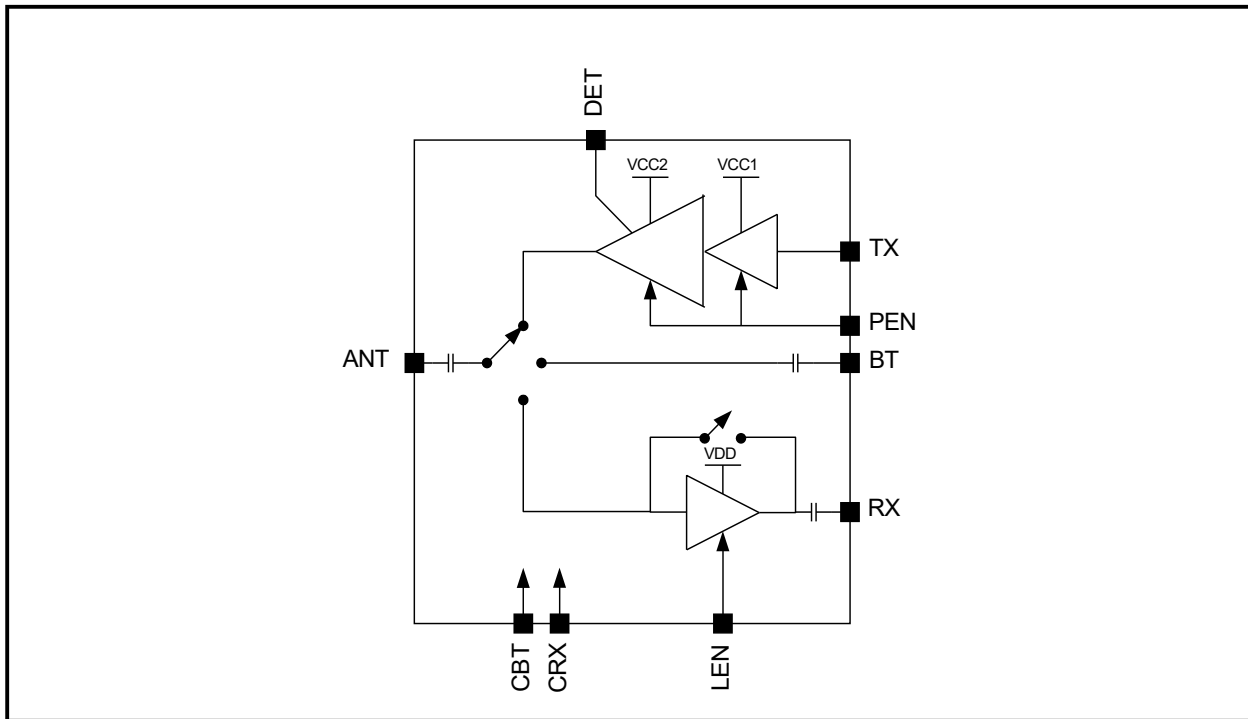 DET
VCC2
VCC1
TX
PEN
ANT
BT
VDD
RX
CBT
CRX
LEN